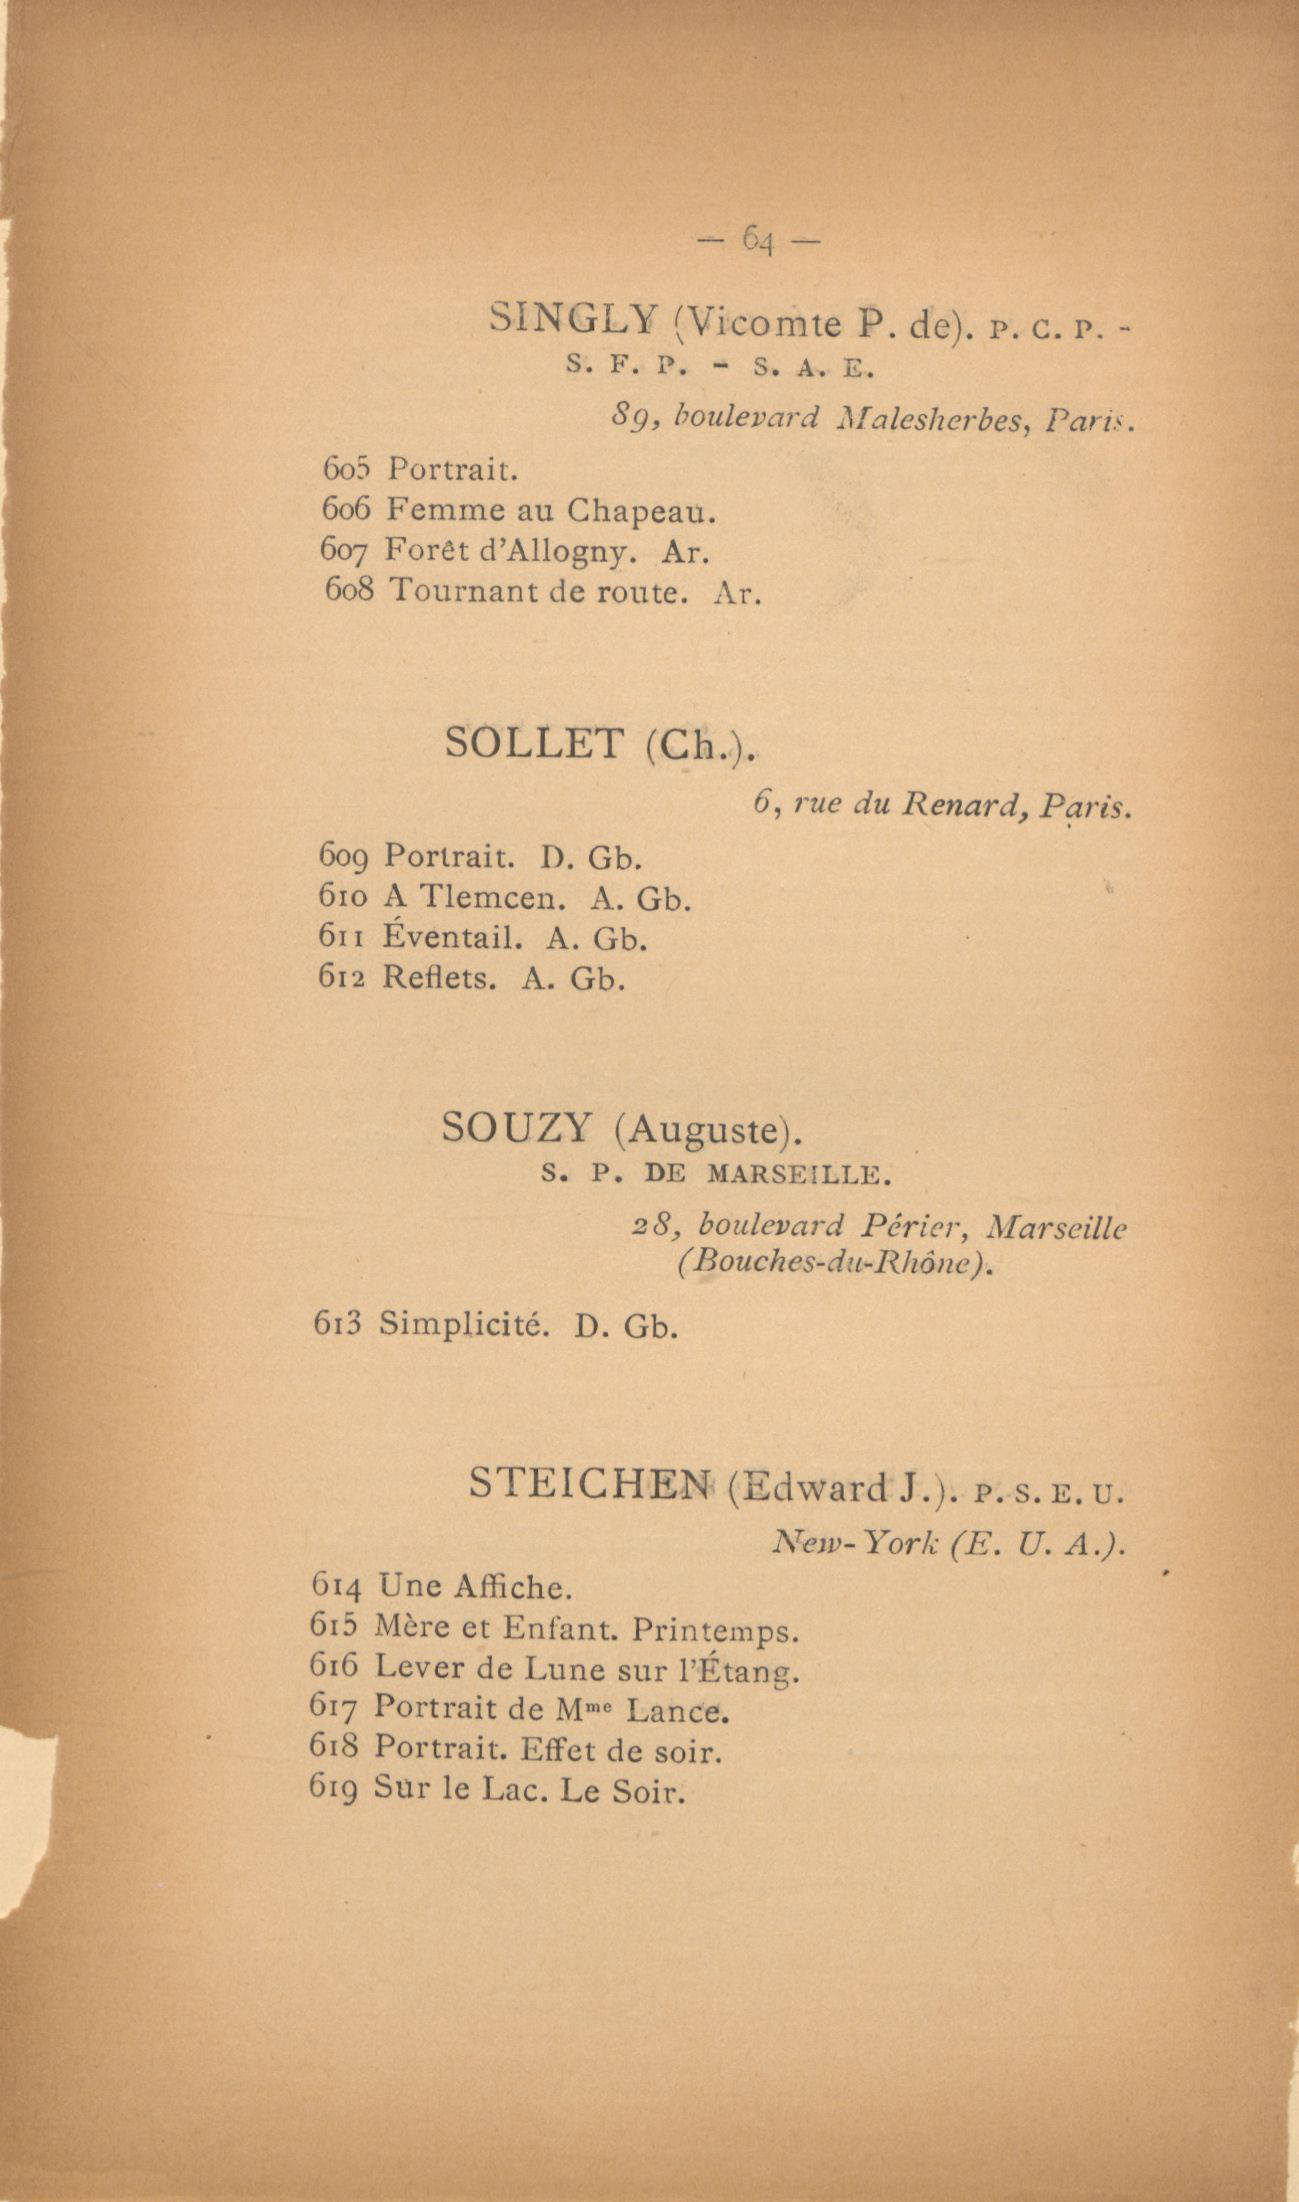 — 64 —
SINGLY (Vicomte P. de). P. C. P. -
S. F. P. - S. A. E.
89, boulevard Malesherbes, Paris.
605 Portrait.
606 Femme au Chapeau.
607 Forêt d'Allogny. Ar.
608 Tournant de route. Ar.
SOLLET (Ch.).
6, rue du Renard, Paris.
609 Portrait. D. Gb.
610 A Tlemcen. A. Gb.
611 Éventail. A. Gb.
612 Reflets. A. Gb.
SOUZY (Auguste).
S. P. DE MARSEILLE.
28, boulevard Périer, Marseille
(Bouches-du-Rhône).
613 Simplicité. D. Gb.
STEICHEN (Edward J.). P. S. E. U.
New-York (E. U. A.).
614 Une Affiche.
615 Mère et Enfant. Printemps.
616 Lever de Lune sur l'Étang.
617 Portrait de Mme Lance.
618 Portrait. Effet de soir.
619 Sur le Lac. Le Soir.